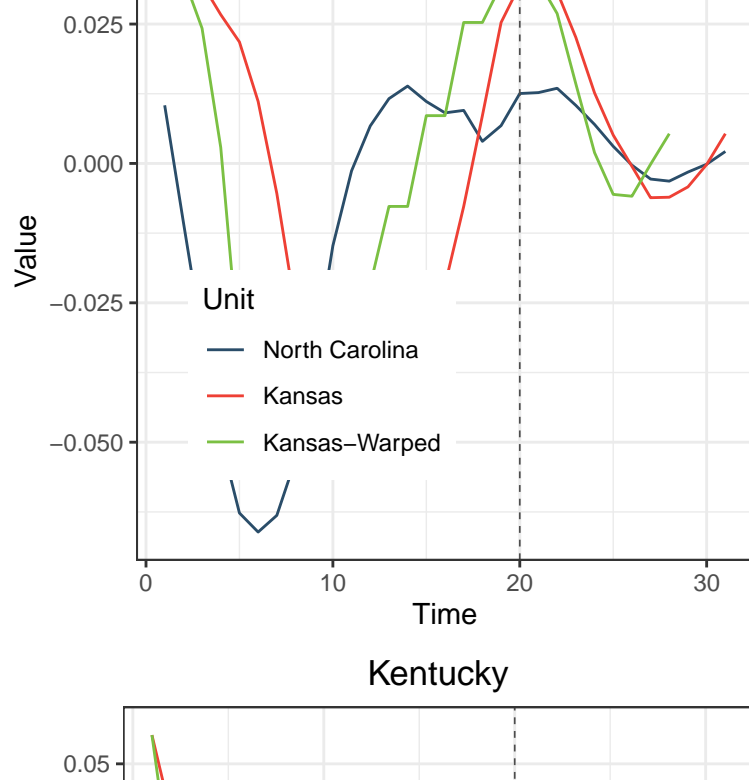 0.025
0.000
Value
−0.025
Unit
North Carolina
Kansas
Kansas−Warped
−0.050
0 10 20 30
Time
Kentucky
0.05